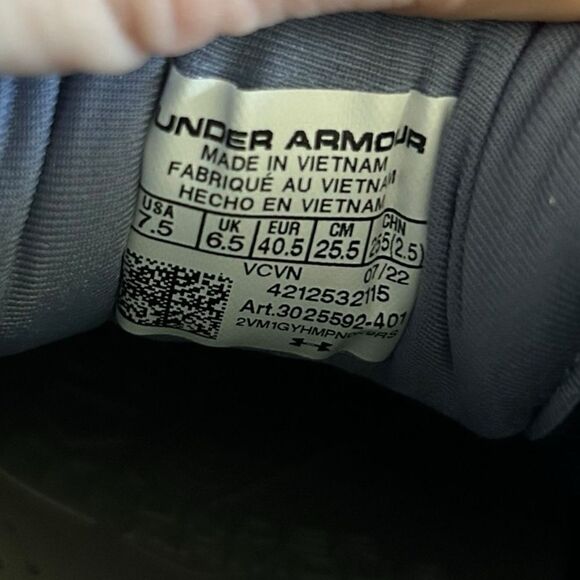 UNDER ARMOUR
MADE IN VIETNAM
FABRIQUÉ AU VIETNAM
HECHO EN VIETNAM
USA UK EUR CM CHN
7.5 6.5 40.5 25.5 255(2.5)
VCVN 07/22
4212532115
Art.3025592-401